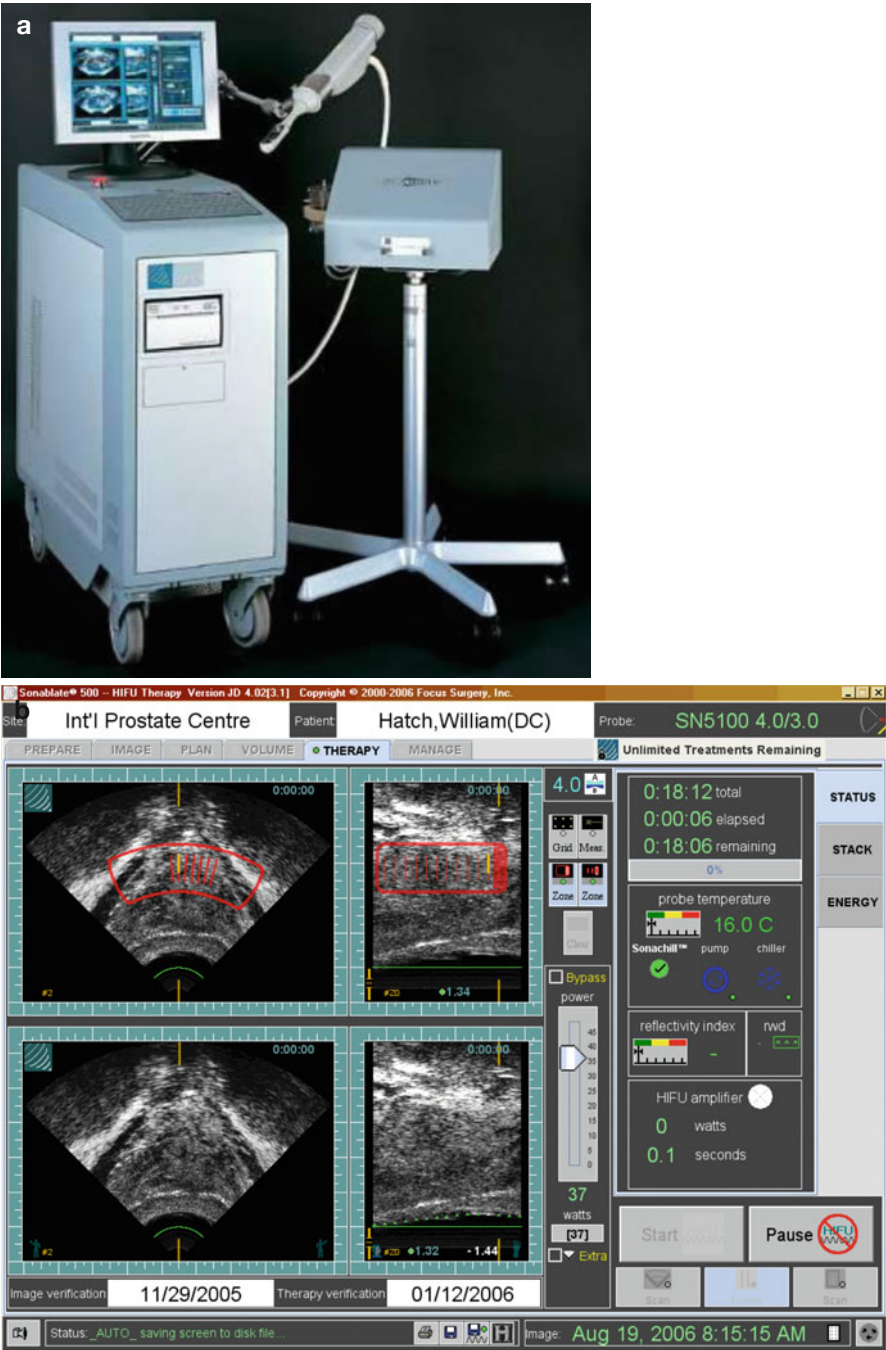 a
Sonablate® 500 -- HIFU Therapy Version JD 4.02[3.1] Copyright © 2000-2006 Focus Surgery, Inc.
b
Site: Int'l Prostate Centre Patient: Hatch,William(DC) Probe: SN5100 4.0/3.0
PREPARE IMAGE PLAN VOLUME THERAPY MANAGE Unlimited Treatments Remaining
0:00:00 0:00:00 4.0 A B
0:18:12 total STATUS
0:00:06 elapsed
0:18:06 remaining STACK
0%
Grid Meas.
Zone Zone
Clear
probe temperature ENERGY
16.0 C
Sonachill™ pump chiller
#2 #20 1.34
Bypass
power
45
40
35
30
25
20
15
10
5
0
reflectivity index rwd
- -
0:00:00 0:00:00
HIFU amplifier
0 watts
0.1 seconds
#2 #20 1.32 - 1.44
37
watts
[37]
Extra
Start Pause HIFU
Scan Scan
Image verification 11/29/2005 Therapy verification 01/12/2006
Status: _AUTO_ saving screen to disk file... H Image: Aug 19, 2006 8:15:15 AM